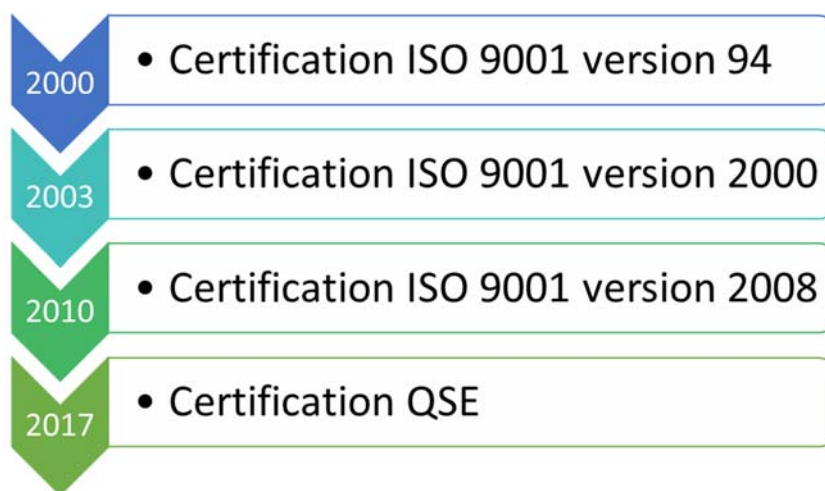 2000
• Certification ISO 9001 version 94
2003
• Certification ISO 9001 version 2000
2010
• Certification ISO 9001 version 2008
2017
• Certification QSE